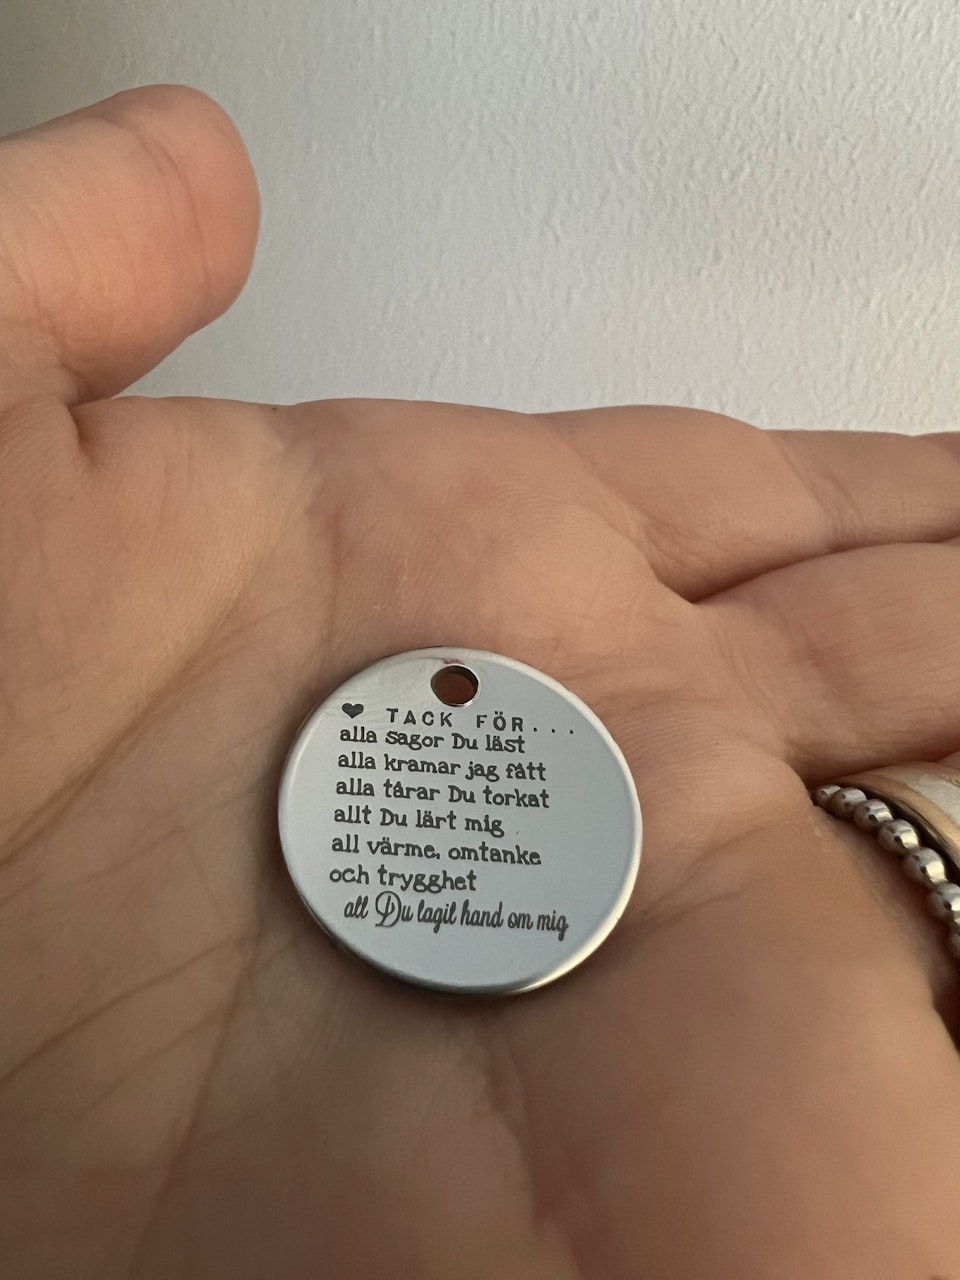 ♥ TACK FÖR...
alla sagor Du läst
alla kramar jag fått
alla tårar Du torkat
allt Du lärt mig
all värme, omtanke
och trygghet
att Du tagit hand om mig